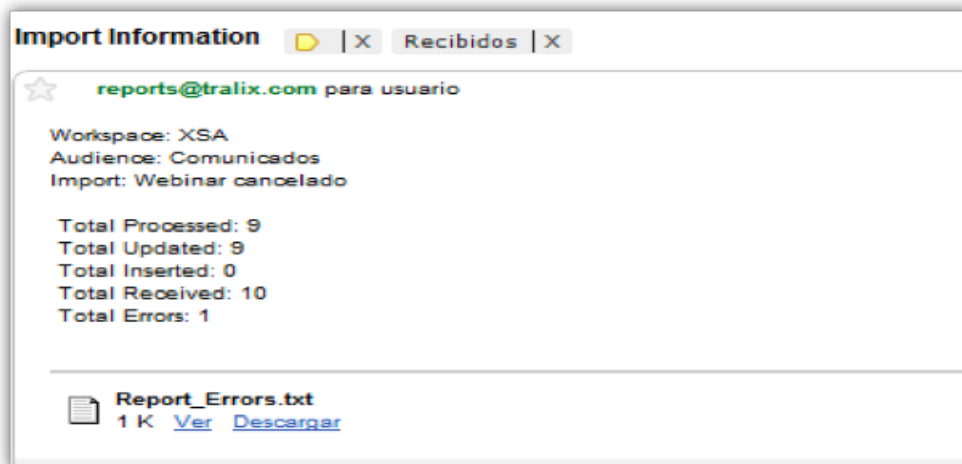 Import Information | X Recibidos | X
reports@tralix.com para usuario
Workspace: XSA
Audience: Comunicados
Import: Webinar cancelado
Total Processed: 9
Total Updated: 9
Total Inserted: 0
Total Received: 10
Total Errors: 1
Report_Errors.txt
1 K Ver Descargar